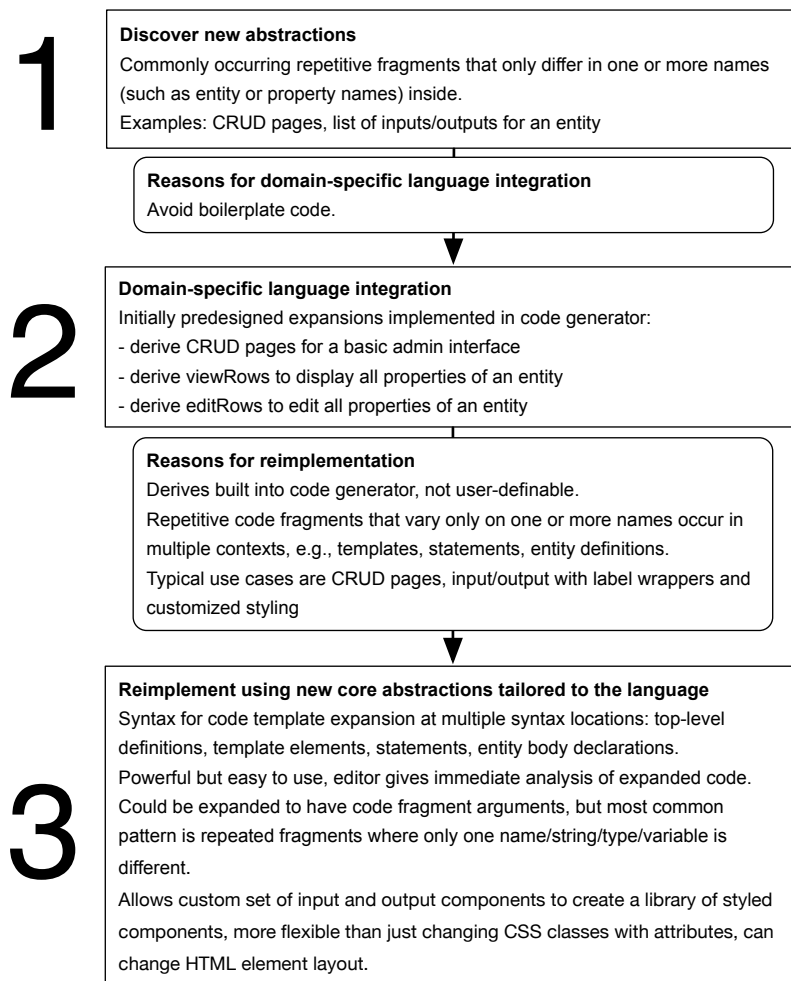 1
Discover new abstractions
Commonly occurring repetitive fragments that only differ in one or more names
(such as entity or property names) inside.
Examples: CRUD pages, list of inputs/outputs for an entity
Reasons for domain-specific language integration
Avoid boilerplate code.
2
Domain-specific language integration
Initially predesigned expansions implemented in code generator:
- derive CRUD pages for a basic admin interface
- derive viewRows to display all properties of an entity
- derive editRows to edit all properties of an entity
Reasons for reimplementation
Derives built into code generator, not user-definable.
Repetitive code fragments that vary only on one or more names occur in
multiple contexts, e.g., templates, statements, entity definitions.
Typical use cases are CRUD pages, input/output with label wrappers and
customized styling
3
Reimplement using new core abstractions tailored to the language
Syntax for code template expansion at multiple syntax locations: top-level
definitions, template elements, statements, entity body declarations.
Powerful but easy to use, editor gives immediate analysis of expanded code.
Could be expanded to have code fragment arguments, but most common
pattern is repeated fragments where only one name/string/type/variable is
different.
Allows custom set of input and output components to create a library of styled
components, more flexible than just changing CSS classes with attributes, can
change HTML element layout.